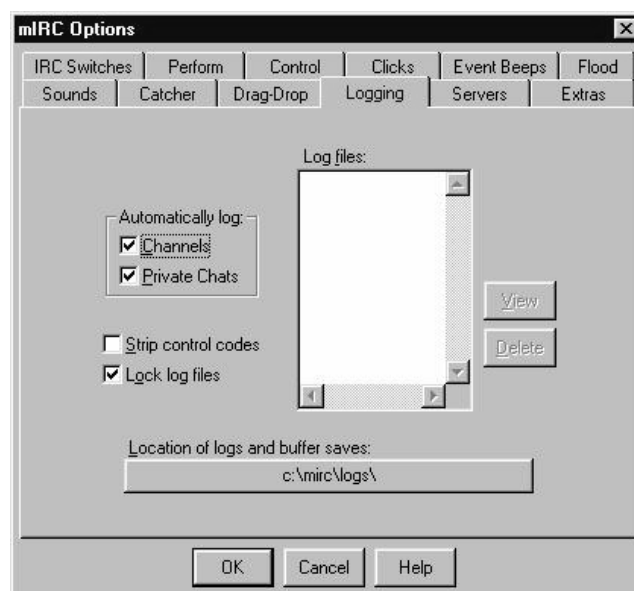 mIRC Options
IRC Switches Perform Control Clicks Event Beeps Flood
Sounds Catcher Drag-Drop Logging Servers Extras
Log files:
Automatically log:
Channels
Private Chats
View
Strip control codes
Delete
Lock log files
Location of logs and buffer saves:
c:\mirc\logs\
OK Cancel Help